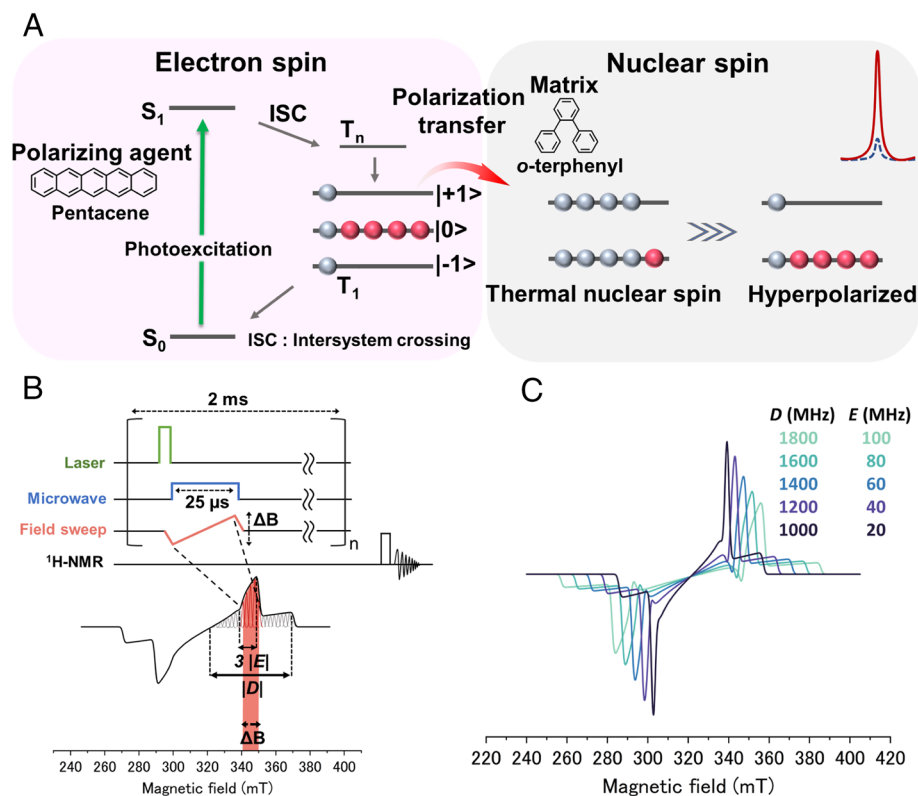 A
Electron spin
Nuclear spin
S1
ISC
Tn
Polarization
transfer
Matrix
o-terphenyl
Polarizing agent
Pentacene
|+1>
|0>
|-1>
Photoexcitation
T1
S0
ISC : Intersystem crossing
Thermal nuclear spin
Hyperpolarized
B
2 ms
Laser
Microwave
25 μs
Field sweep
ΔB
n
¹H-NMR
3 |E|
|D|
ΔB
240 260 280 300 320 340 360 380 400
Magnetic field (mT)
C
D (MHz) E (MHz)
1800 100
1600 80
1400 60
1200 40
1000 20
220 240 260 280 300 320 340 360 380 400 420
Magnetic field (mT)